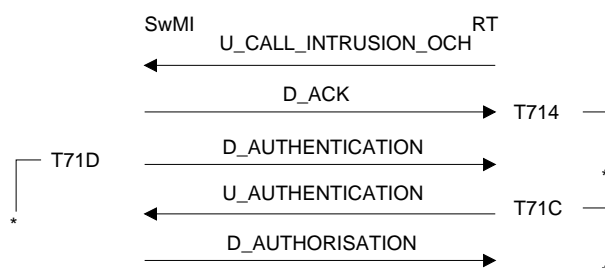 SwMI RT
U_CALL_INTRUSION_OCH
D_ACK
T714
D_AUTHENTICATION
T71D
*
U_AUTHENTICATION
T71C
*
D_AUTHORISATION
*